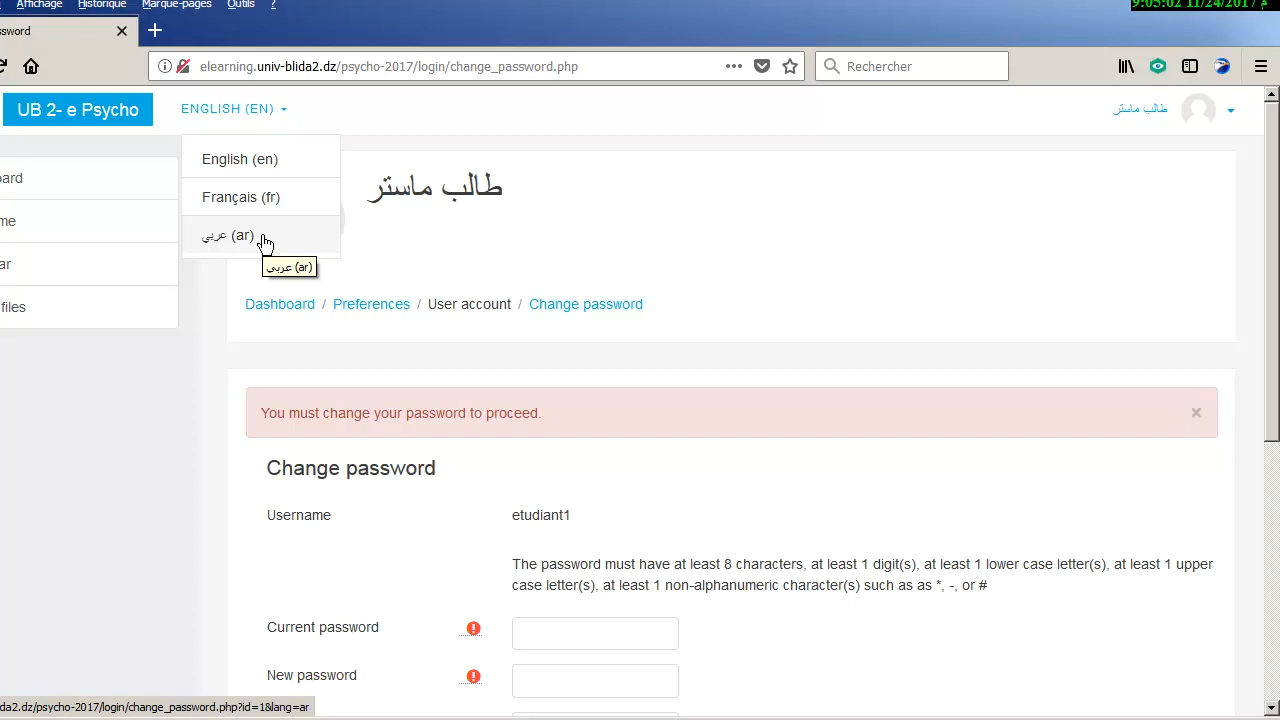 Affichage Historique Marque-pages Outils ?
9:05:02 11/24/2017 م
ssword
elearning.univ-blida2.dz/psycho-2017/login/change_password.php
Rechercher
UB 2- e Psycho
ENGLISH (EN)
طالب ماستر
English (en)
Français (fr)
عربي (ar)
عربي (ar)
oard
me
ar
files
طالب ماستر
Dashboard / Preferences / User account / Change password
You must change your password to proceed.
×
Change password
Username etudiant1
The password must have at least 8 characters, at least 1 digit(s), at least 1 lower case letter(s), at least 1 upper
case letter(s), at least 1 non-alphanumeric character(s) such as as *, -, or #
Current password
New password
da2.dz/psycho-2017/login/change_password.php?id=1&lang=ar